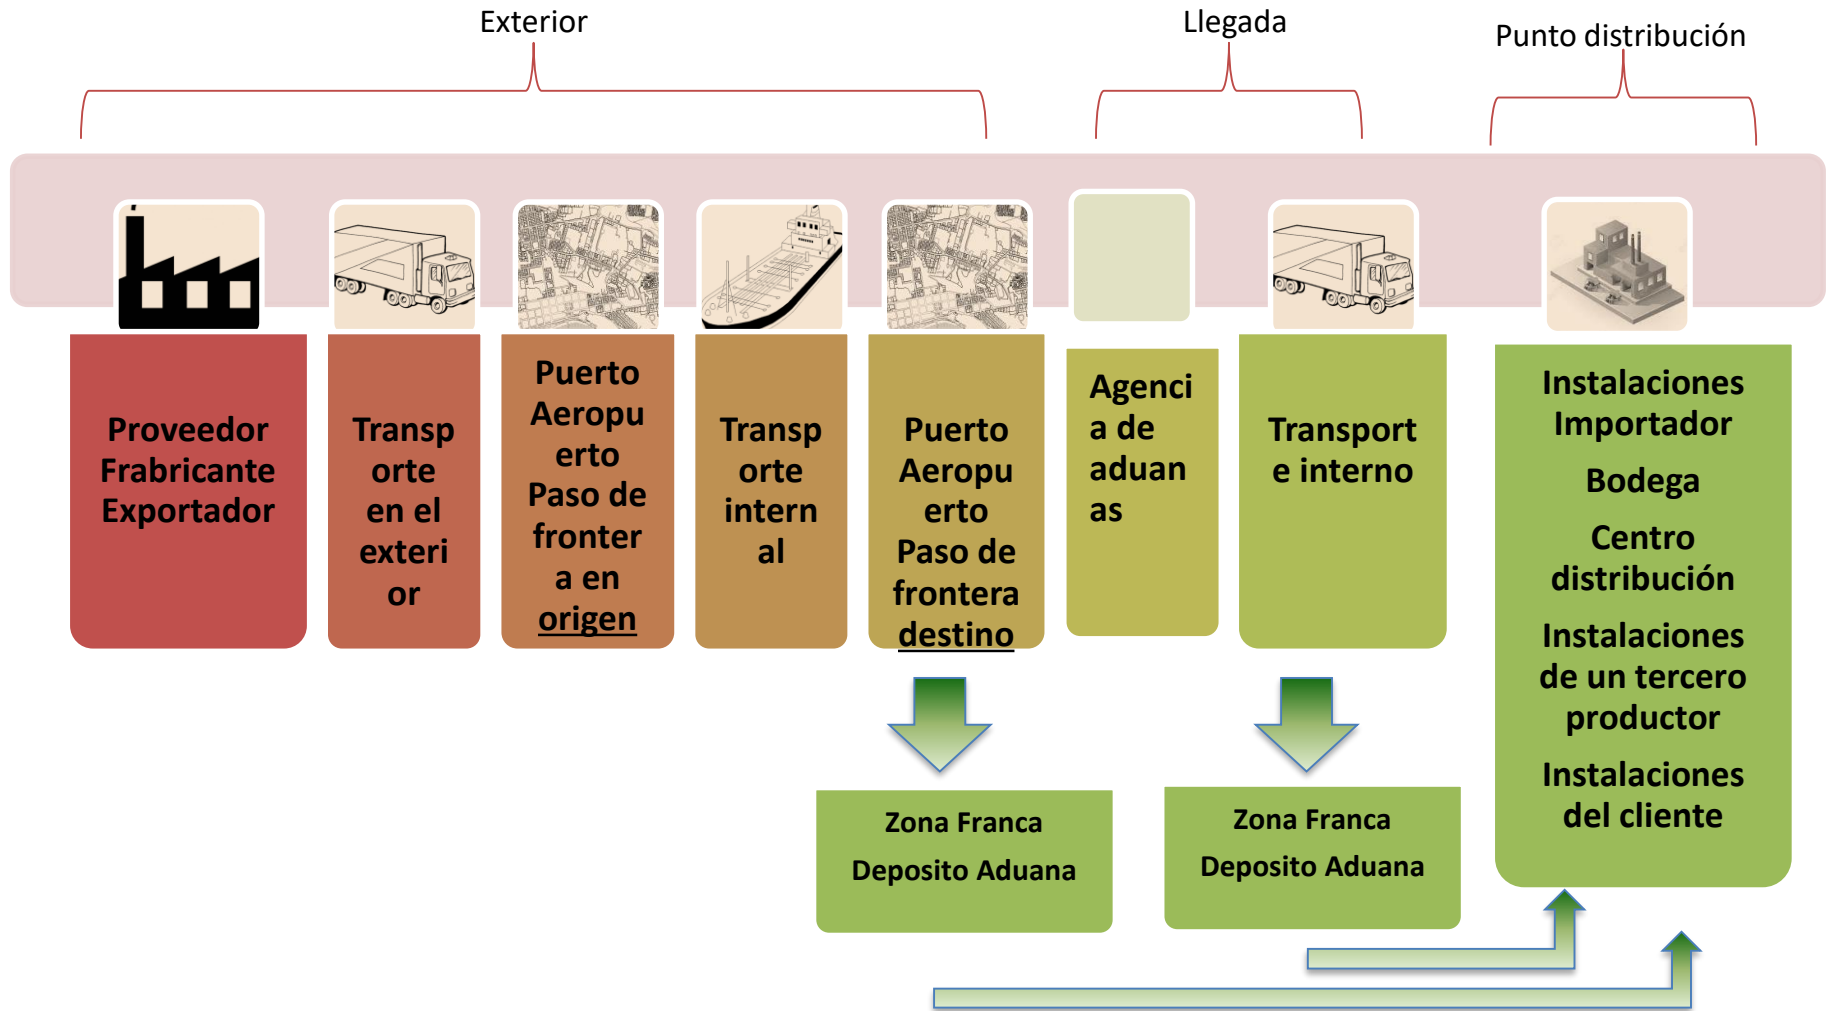 Exterior
Llegada
Punto distribución
Proveedor
Frabricante
Exportador
Transp
orte
en el
exteri
or
Puerto
Aeropu
erto
Paso de
fronter
a en
origen
Transp
orte
intern
al
Puerto
Aeropu
erto
Paso de
frontera
destino
Agenci
a de
aduan
as
Transport
e interno
Instalaciones
Importador
Bodega
Centro
distribución
Instalaciones
de un tercero
productor
Instalaciones
del cliente
Zona Franca
Deposito Aduana
Zona Franca
Deposito Aduana